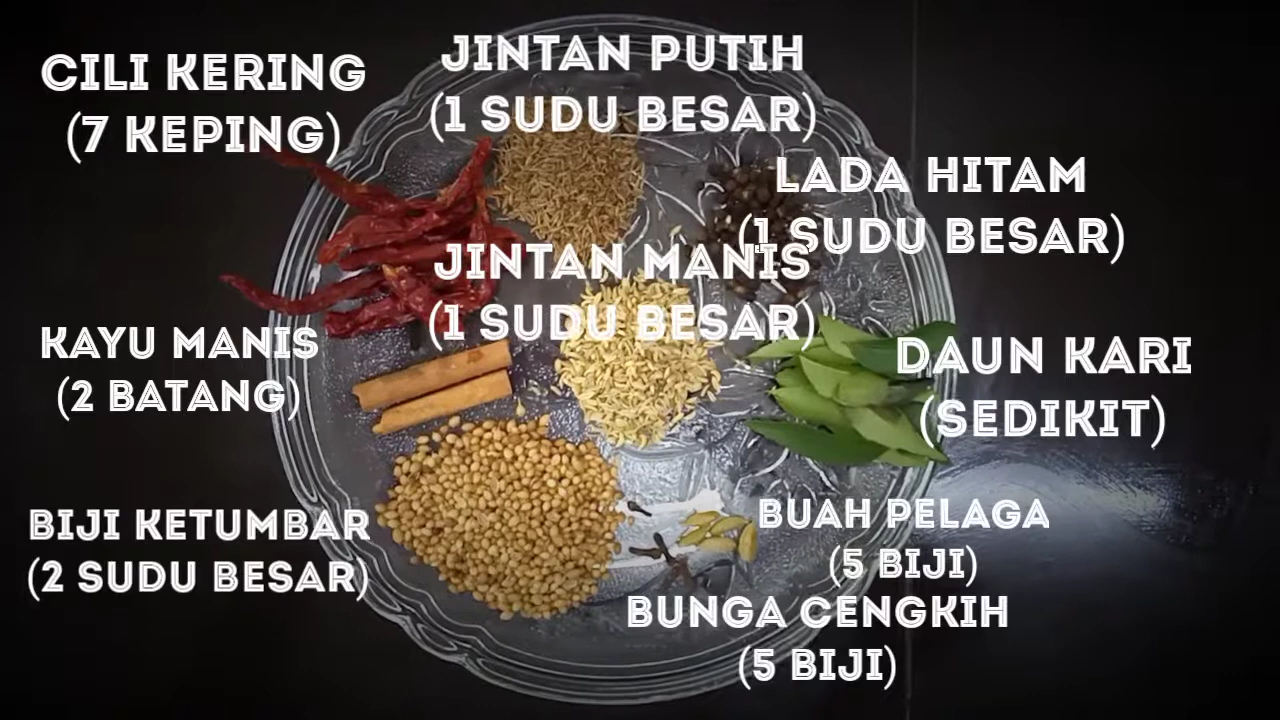 CILI KERING
(7 KEPING)
JINTAN PUTIH
(1 SUDU BESAR)
LADA HITAM
(1 SUDU BESAR)
JINTAN MANIS
(1 SUDU BESAR)
KAYU MANIS
(2 BATANG)
DAUN KARI
(SEDIKIT)
BIJI KETUMBAR
(2 SUDU BESAR)
BUAH PELAGA
(5 BIJI)
BUNGA CENGKIH
(5 BIJI)